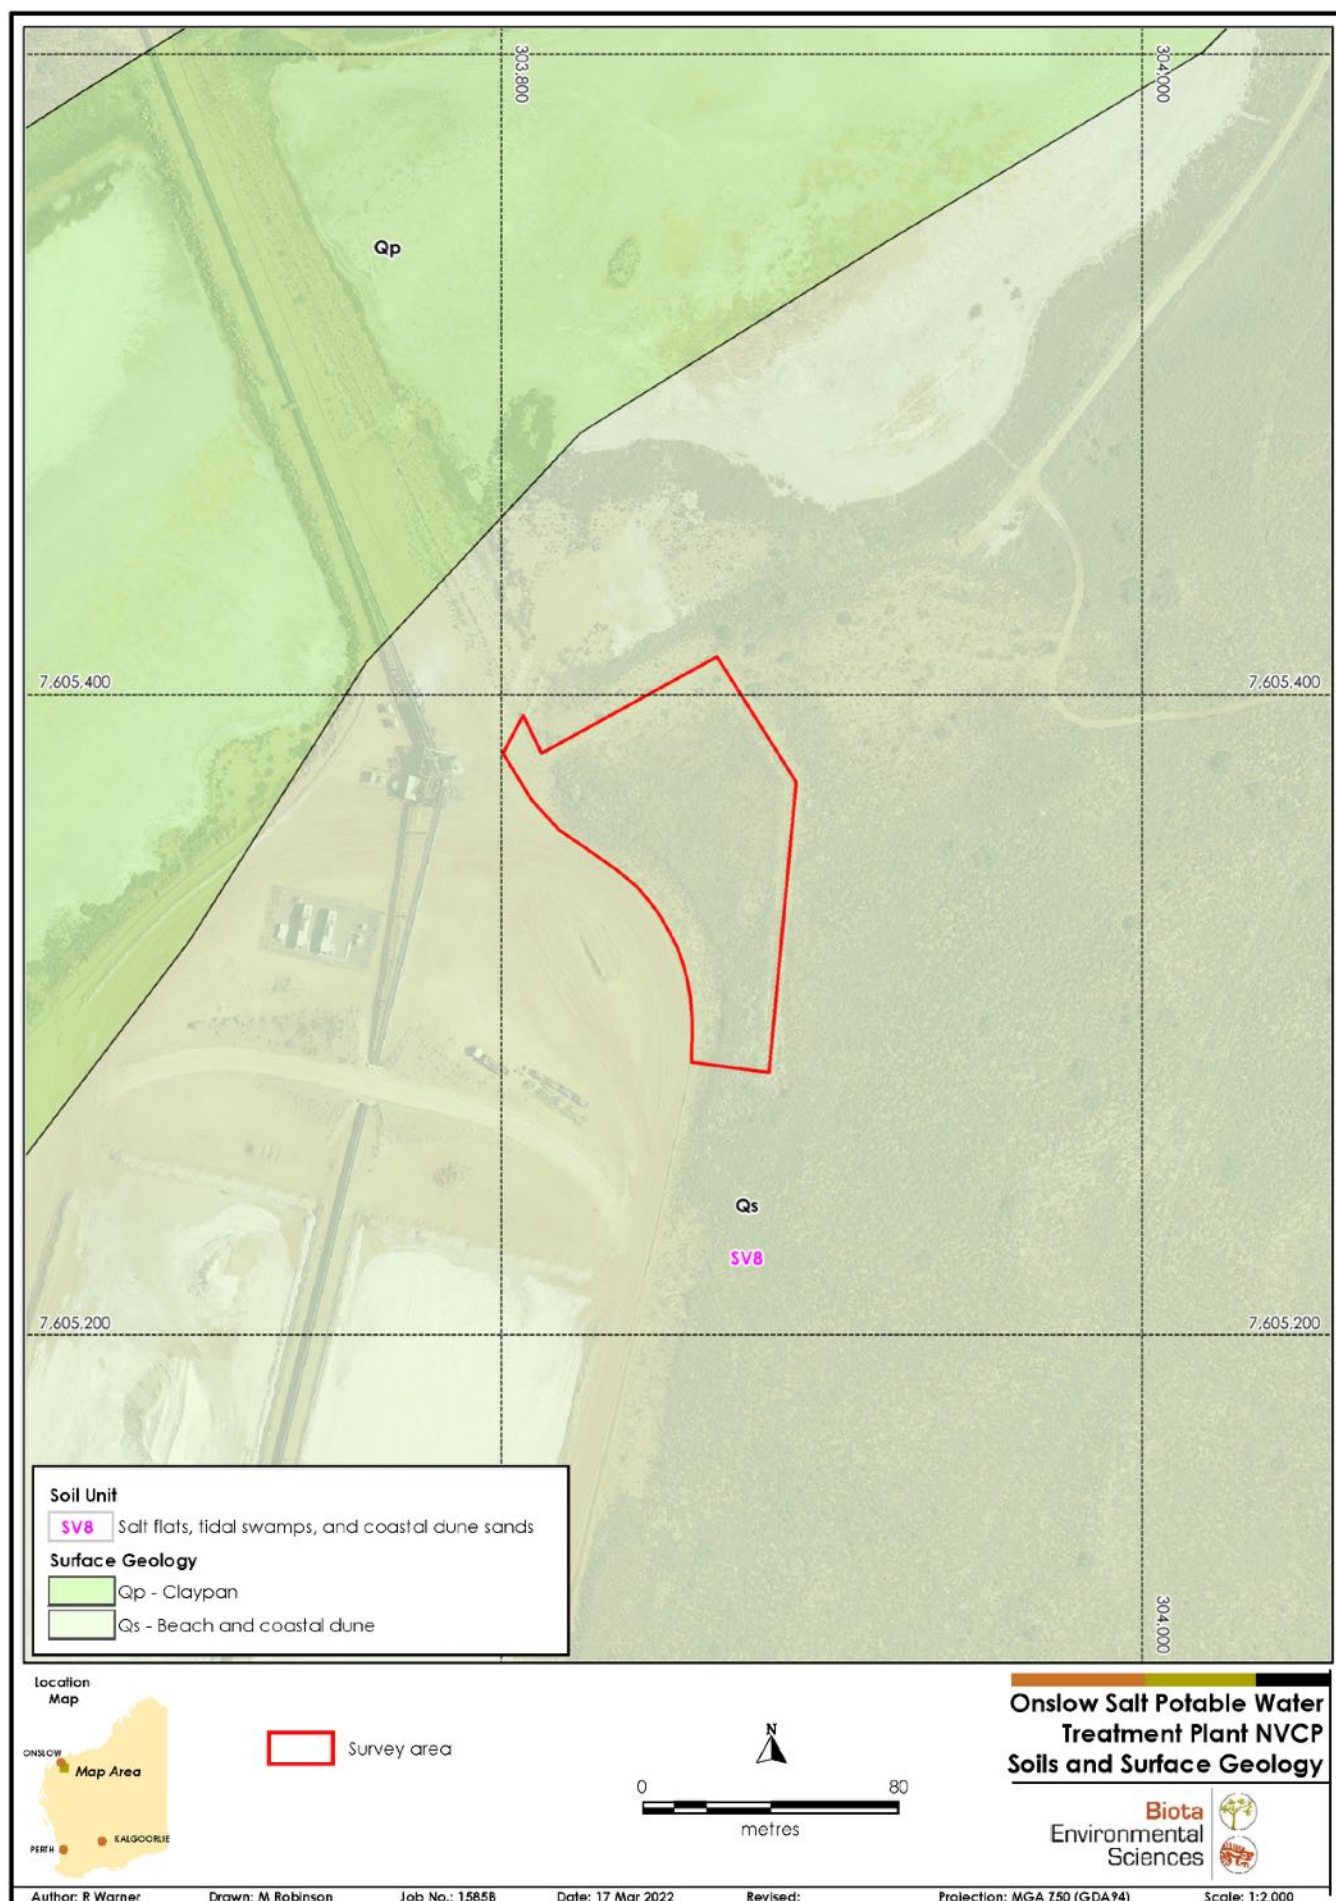 303,800
304,000
Qp
7,605,400
7,605,400
Qs
SV8
7,605,200
7,605,200
304,000
Soil Unit
SV8 Salt flats, tidal swamps, and coastal dune sands
Surface Geology
Qp - Claypan
Qs - Beach and coastal dune
Location
Map
ONSLOW
Map Area
PERTH
KALGOORLIE
Survey area
N
0 80
metres
Onslow Salt Potable Water
Treatment Plant NVCP
Soils and Surface Geology
Biota
Environmental
Sciences
Author: R Warner Drawn: M Robinson Job No.: 1585B Date: 17 Mar 2022 Revised: Projection: MGA Z50 (GDA94) Scale: 1:2,000